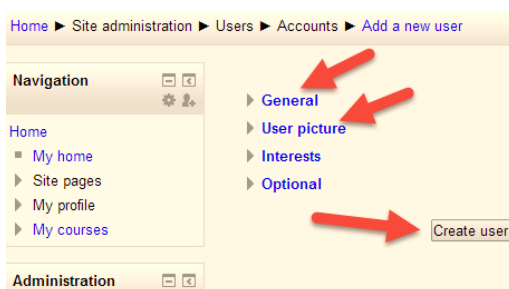 Home ► Site administration ► Users ► Accounts ► Add a new user
Navigation
Home
My home
Site pages
My profile
My courses
Administration
General
User picture
Interests
Optional
Create user